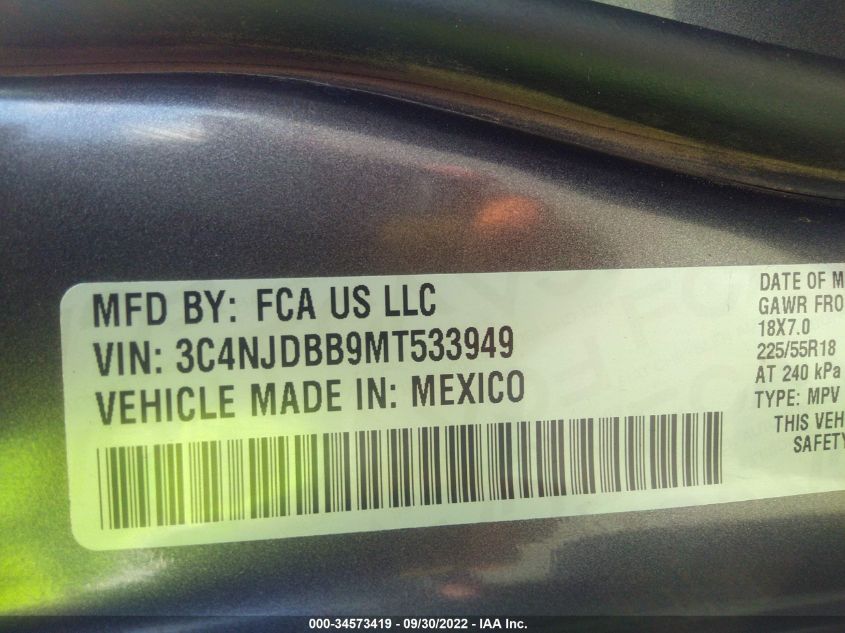 MFD BY: FCA US LLC
VIN: 3C4NJDBB9MT533949
VEHICLE MADE IN: MEXICO
DATE OF M
GAWR FRO
18X7.0
225/55R18
AT 240 kPa
TYPE: MPV
THIS VEH
SAFETY
000-34573419 - 09/30/2022 - IAA Inc.